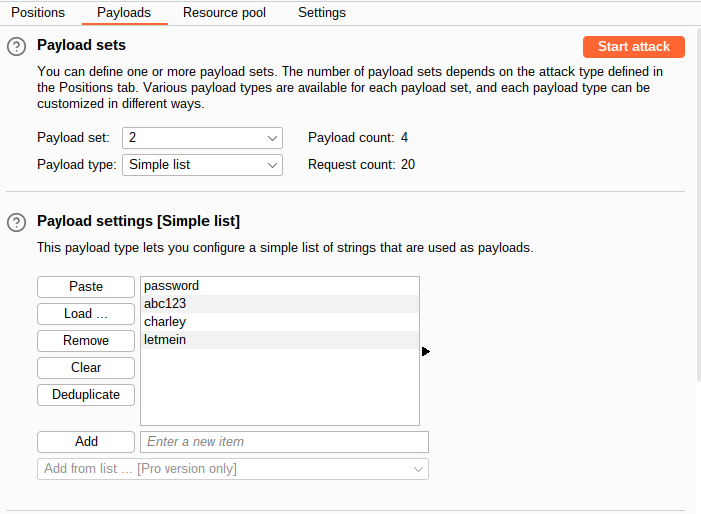 Positions Payloads Resource pool Settings
? Payload sets Start attack
You can define one or more payload sets. The number of payload sets depends on the attack type defined in
the Positions tab. Various payload types are available for each payload set, and each payload type can be
customized in different ways.
Payload set: 2 Payload count: 4
Payload type: Simple list Request count: 20
? Payload settings [Simple list]
This payload type lets you configure a simple list of strings that are used as payloads.
Paste password
abc123
Load ... charley
Remove letmein
Clear
Deduplicate
Add Enter a new item
Add from list ... [Pro version only]